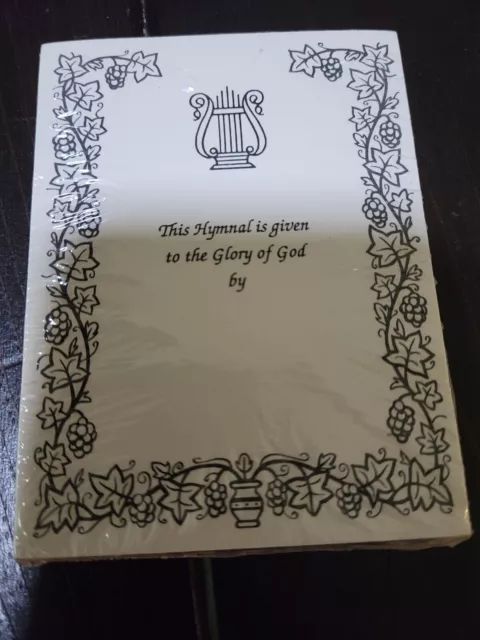 This Hymnal is given
to the Glory of God
by